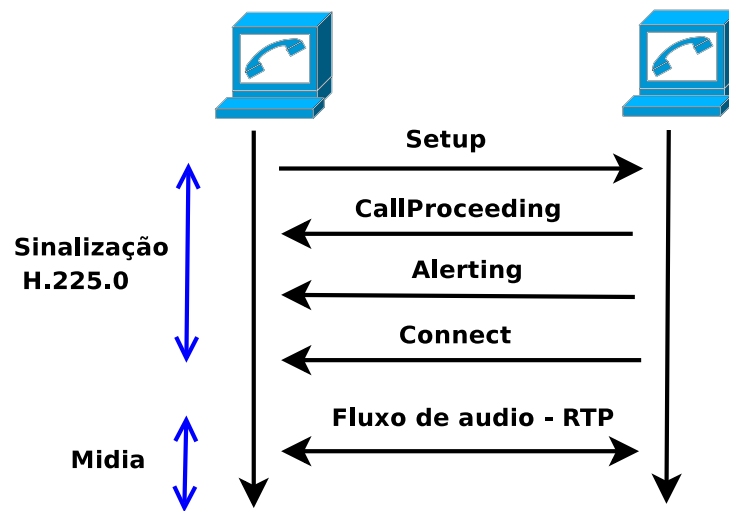 Setup
CallProceeding
Sinalização
H.225.0
Alerting
Connect
Fluxo de audio - RTP
Midia